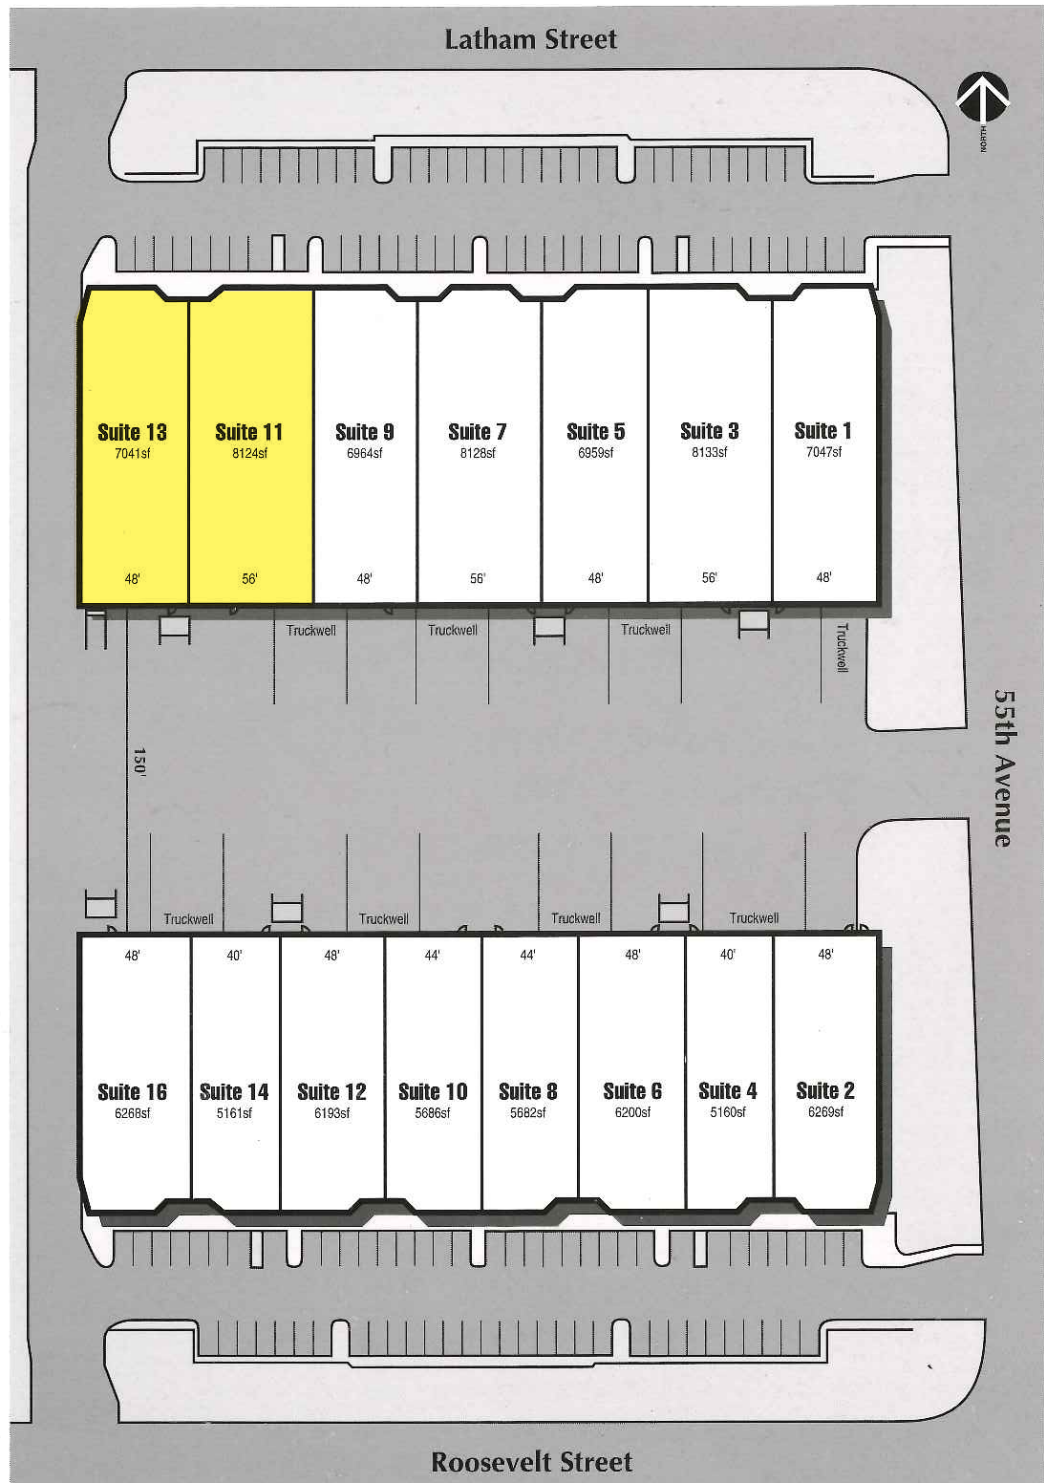 Latham Street
NORTH
Suite 13
7041sf
48'
Suite 11
8124sf
56'
Suite 9
6964sf
48'
Suite 7
8128sf
56'
Suite 5
6959sf
48'
Suite 3
8133sf
56'
Suite 1
7047sf
48'
Truckwell
Truckwell
Truckwell
Truckwell
55th Avenue
150'
Truckwell
Truckwell
Truckwell
Truckwell
48'
Suite 16
6268sf
40'
Suite 14
5161sf
48'
Suite 12
6193sf
44'
Suite 10
5686sf
44'
Suite 8
5682sf
48'
Suite 6
6200sf
40'
Suite 4
5160sf
48'
Suite 2
6269sf
Roosevelt Street